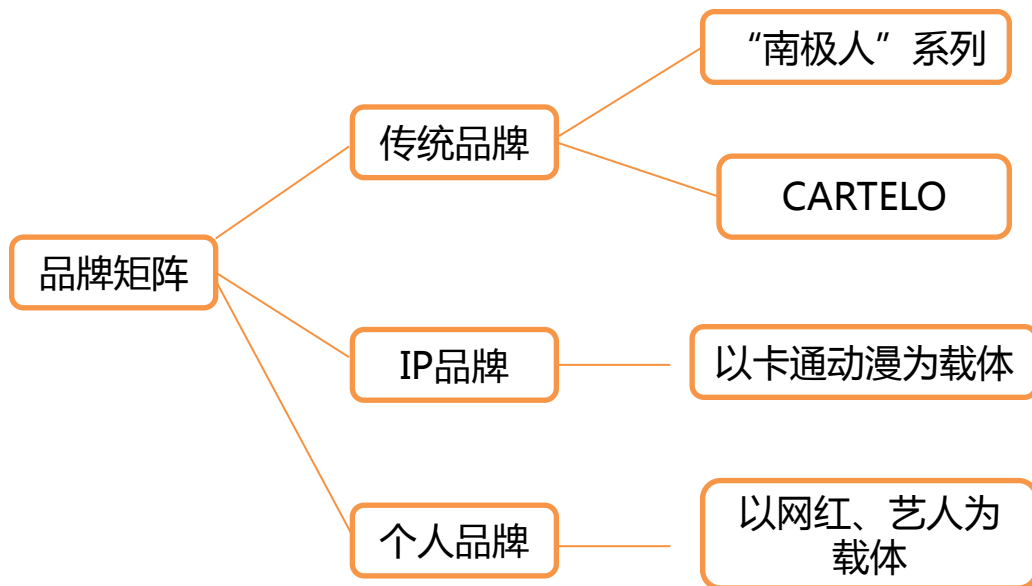 “南极人”系列
传统品牌
CARTELO
品牌矩阵
IP品牌
以卡通动漫为载体
个人品牌
以网红、艺人为
载体